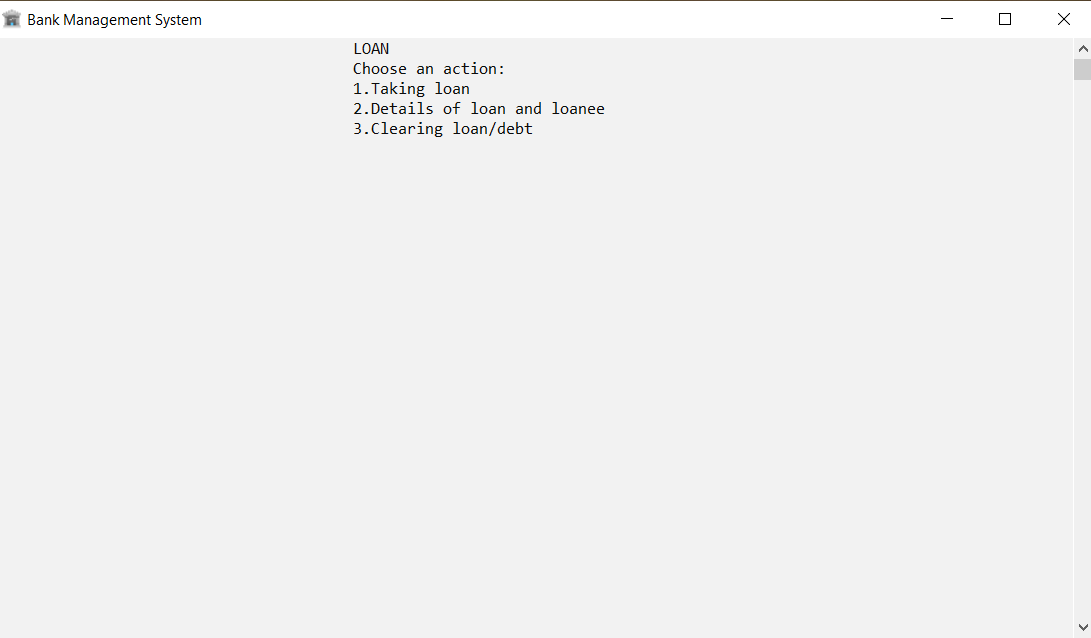 Bank Management System
LOAN
Choose an action:
1.Taking loan
2.Details of loan and loanee
3.Clearing loan/debt